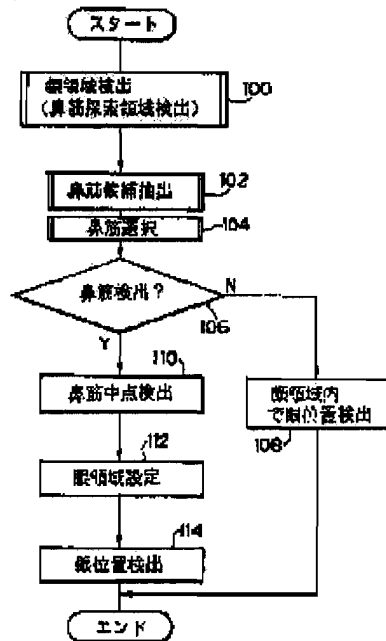 スタート
顔領域検出
(鼻筋探索領域検出)
100
鼻筋候補抽出
102
鼻筋選択
104
鼻筋検出?
106
N
Y
110
鼻筋中点検出
顔領域内
で眼位置検出
108
112
眼領域設定
114
眼位置検出
エンド